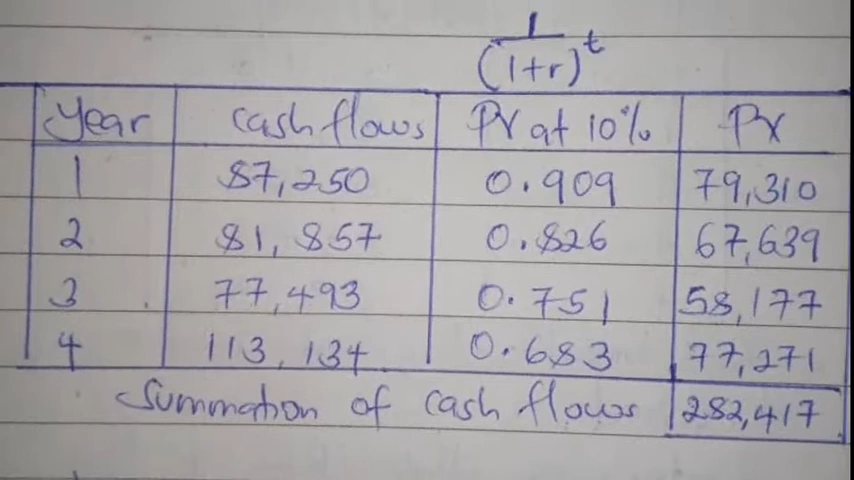 1
(1+r)^t
Year cash flows PV at 10% PV
1 87,250 0.909 79,310
2 81,857 0.826 67,639
3 77,493 0.751 58,177
4 113,134 0.683 77,271
Summation of cash flows 282,417